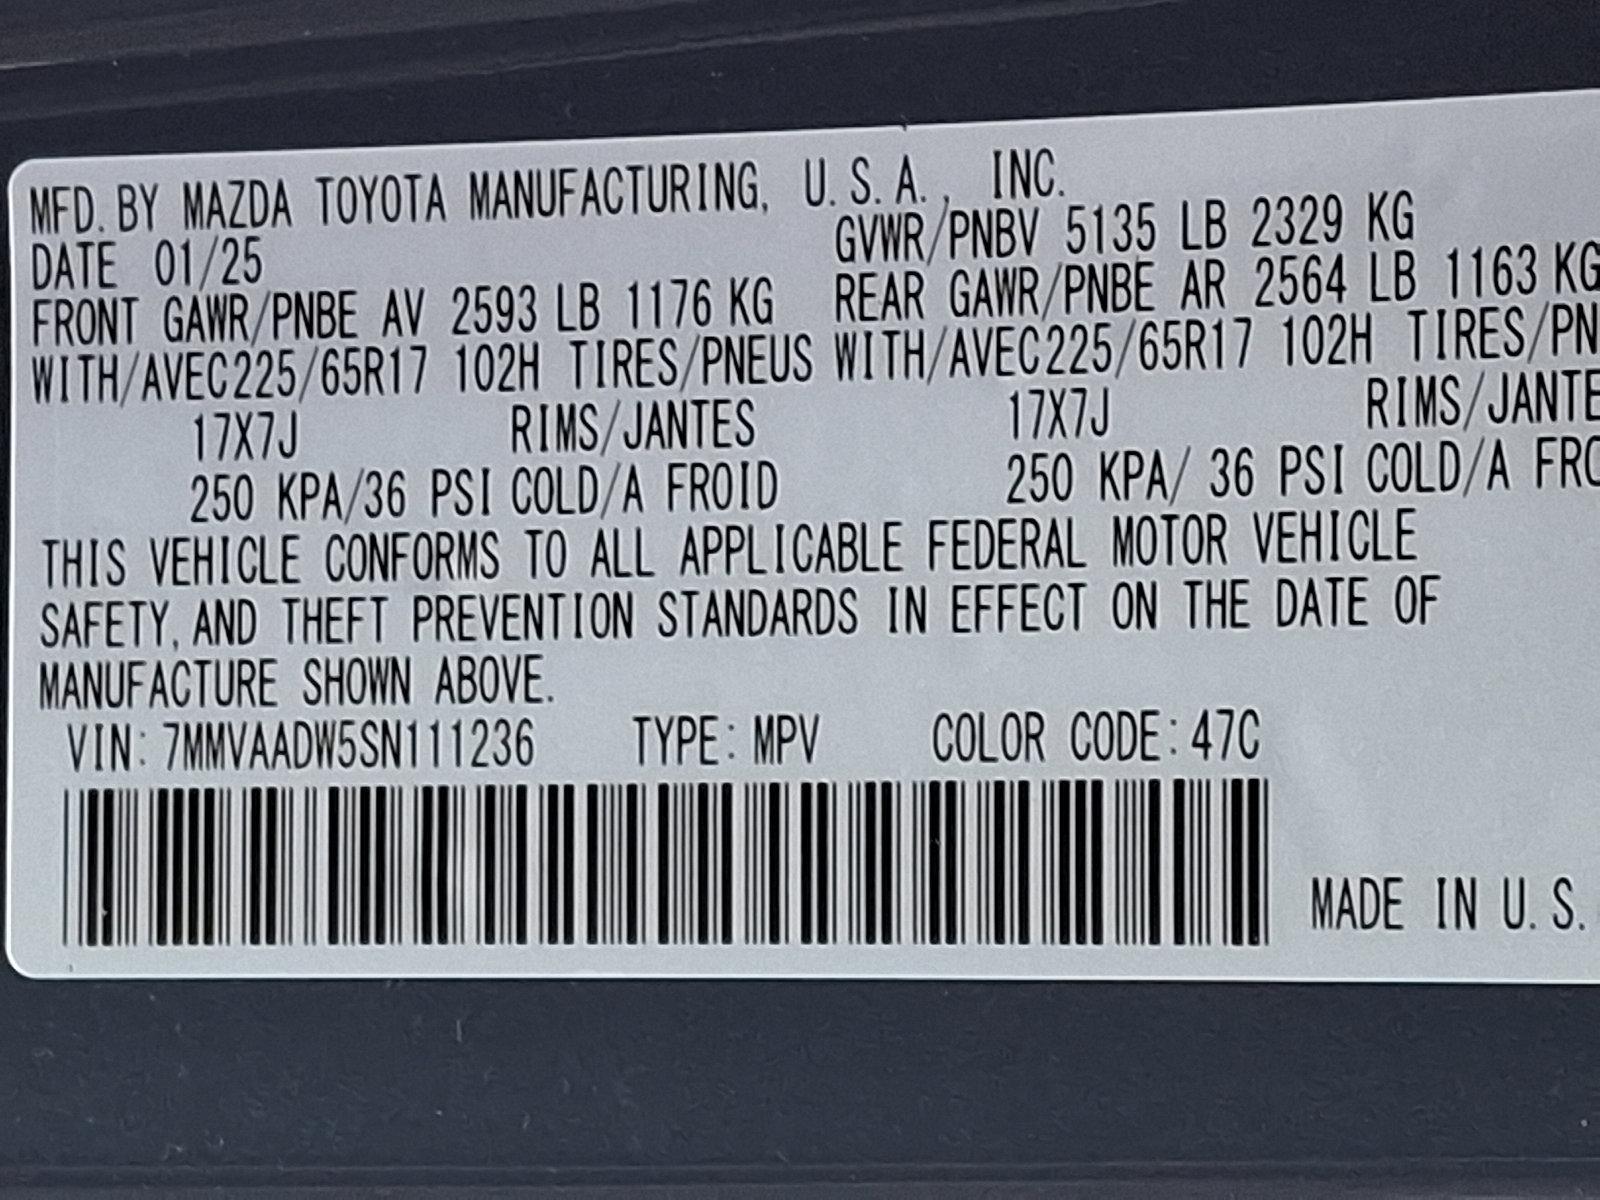 MFD. BY MAZDA TOYOTA MANUFACTURING, U.S.A., INC.
DATE 01/25 GVWR/PNBV 5135 LB 2329 KG
FRONT GAWR/PNBE AV 2593 LB 1176 KG REAR GAWR/PNBE AR 2564 LB 1163 KG
WITH/AVEC225/65R17 102H TIRES/PNEUS WITH/AVEC225/65R17 102H TIRES/PN
17X7J RIMS/JANTES 17X7J RIMS/JANTE
250 KPA/36 PSI COLD/A FROID 250 KPA/ 36 PSI COLD/A FRO
THIS VEHICLE CONFORMS TO ALL APPLICABLE FEDERAL MOTOR VEHICLE
SAFETY, AND THEFT PREVENTION STANDARDS IN EFFECT ON THE DATE OF
MANUFACTURE SHOWN ABOVE.
VIN: 7MMVAADW5SN111236 TYPE: MPV COLOR CODE: 47C
MADE IN U.S.